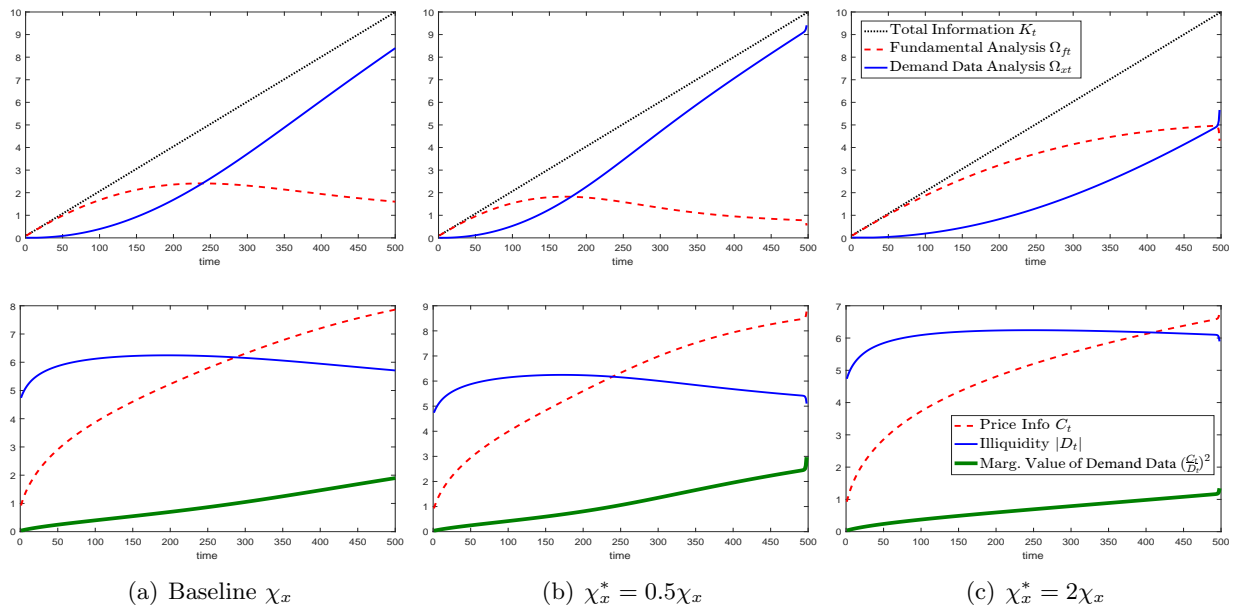 10
9
8
7
6
5
4
3
2
1
0
0 50 100 150 200 250 300 350 400 450 500
time
10
9
8
7
6
5
4
3
2
1
0
0 50 100 150 200 250 300 350 400 450 500
time
10
9
8
7
6
5
4
3
2
1
0
0 50 100 150 200 250 300 350 400 450 500
time
Total Information K_t
Fundamental Analysis Ω_ft
Demand Data Analysis Ω_xt
8
7
6
5
4
3
2
1
0
0 50 100 150 200 250 300 350 400 450 500
time
9
8
7
6
5
4
3
2
1
0
0 50 100 150 200 250 300 350 400 450 500
time
7
6
5
4
3
2
1
0
0 50 100 150 200 250 300 350 400 450 500
time
Price Info C_t
Illiquidity |D_t|
Marg. Value of Demand Data (C_t/D_t)²
(a) Baseline χ_x
(b) χ*_x = 0.5χ_x
(c) χ*_x = 2χ_x